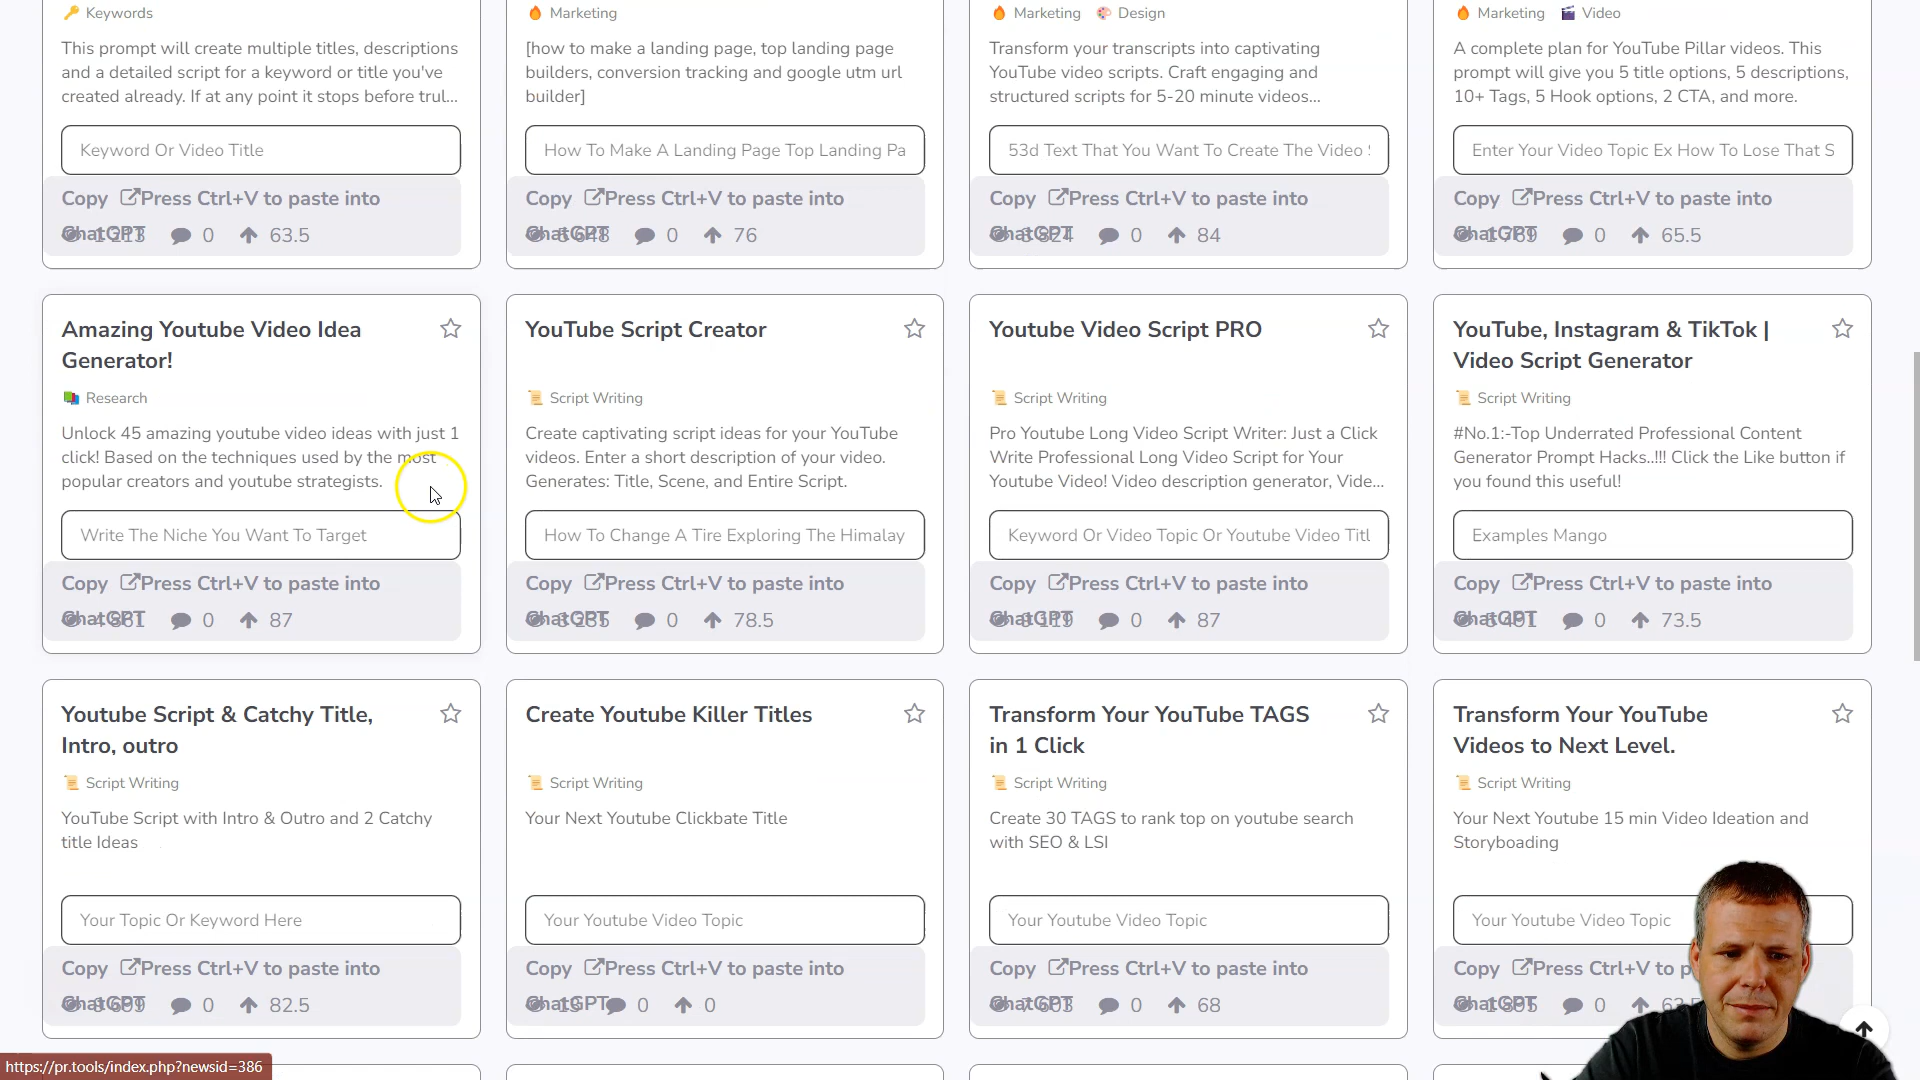 Keywords
This prompt will create multiple titles, descriptions
and a detailed script for a keyword or title you've
created already. If at any point it stops before trul...
Keyword Or Video Title
Copy Press Ctrl+V to paste into
ChatGPT
0 63.5
Marketing
[how to make a landing page, top landing page
builders, conversion tracking and google utm url
builder]
How To Make A Landing Page Top Landing Pa
Copy Press Ctrl+V to paste into
ChatGPT
0 76
Marketing Design
Transform your transcripts into captivating
YouTube video scripts. Craft engaging and
structured scripts for 5-20 minute videos...
53d Text That You Want To Create The Video
Copy Press Ctrl+V to paste into
ChatGPT
0 84
Marketing Video
A complete plan for YouTube Pillar videos. This
prompt will give you 5 title options, 5 descriptions,
10+ Tags, 5 Hook options, 2 CTA, and more.
Enter Your Video Topic Ex How To Lose That S
Copy Press Ctrl+V to paste into
ChatGPT
0 65.5
Amazing Youtube Video Idea
Generator!
Research
Unlock 45 amazing youtube video ideas with just 1
click! Based on the techniques used by the most
popular creators and youtube strategists.
Write The Niche You Want To Target
Copy Press Ctrl+V to paste into
ChatGPT
0 87
YouTube Script Creator
Script Writing
Create captivating script ideas for your YouTube
videos. Enter a short description of your video.
Generates: Title, Scene, and Entire Script.
How To Change A Tire Exploring The Himalay
Copy Press Ctrl+V to paste into
ChatGPT
0 78.5
Youtube Video Script PRO
Script Writing
Pro Youtube Long Video Script Writer: Just a Click
Write Professional Long Video Script for Your
Youtube Video! Video description generator, Vide...
Keyword Or Video Topic Or Youtube Video Titl
Copy Press Ctrl+V to paste into
ChatGPT
0 87
YouTube, Instagram & TikTok |
Video Script Generator
Script Writing
#No.1:-Top Underrated Professional Content
Generator Prompt Hacks..!!! Click the Like button if
you found this useful!
Examples Mango
Copy Press Ctrl+V to paste into
ChatGPT
0 73.5
Youtube Script & Catchy Title,
Intro, outro
Script Writing
YouTube Script with Intro & Outro and 2 Catchy
title Ideas
Your Topic Or Keyword Here
Copy Press Ctrl+V to paste into
ChatGPT
0 82.5
Create Youtube Killer Titles
Script Writing
Your Next Youtube Clickbate Title
Your Youtube Video Topic
Copy Press Ctrl+V to paste into
ChatGPT
0 0
Transform Your YouTube TAGS
in 1 Click
Script Writing
Create 30 TAGS to rank top on youtube search
with SEO & LSI
Your Youtube Video Topic
Copy Press Ctrl+V to paste into
ChatGPT
0 68
Transform Your YouTube
Videos to Next Level.
Script Writing
Your Next Youtube 15 min Video Ideation and
Storyboading
Your Youtube Video Topic
Copy Press Ctrl+V to
ChatGPT
0
https://pr.tools/index.php?newsid=386